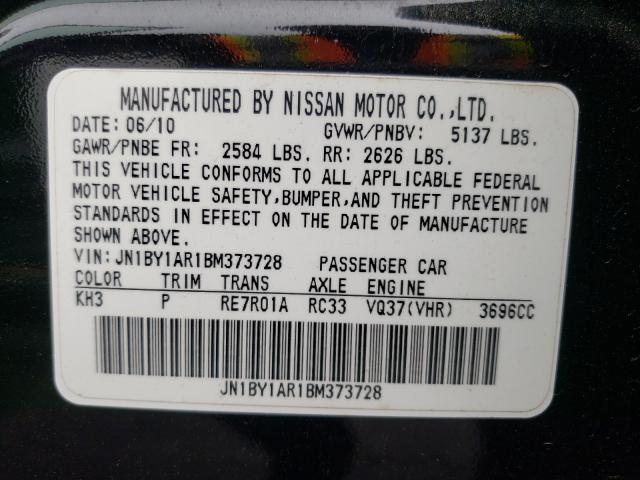 MANUFACTURED BY NISSAN MOTOR CO.,LTD.
DATE: 06/10 GVWR/PNBV: 5137 LBS.
GAWR/PNBE FR: 2584 LBS. RR: 2626 LBS.
THIS VEHICLE CONFORMS TO ALL APPLICABLE FEDERAL
MOTOR VEHICLE SAFETY,BUMPER,AND THEFT PREVENTION
STANDARDS IN EFFECT ON THE DATE OF MANUFACTURE
SHOWN ABOVE.
VIN: JN1BY1AR1BM373728 PASSENGER CAR
COLOR TRIM TRANS AXLE ENGINE
KH3 P RE7R01A RC33 VQ37(VHR) 3696CC
JN1BY1AR1BM373728